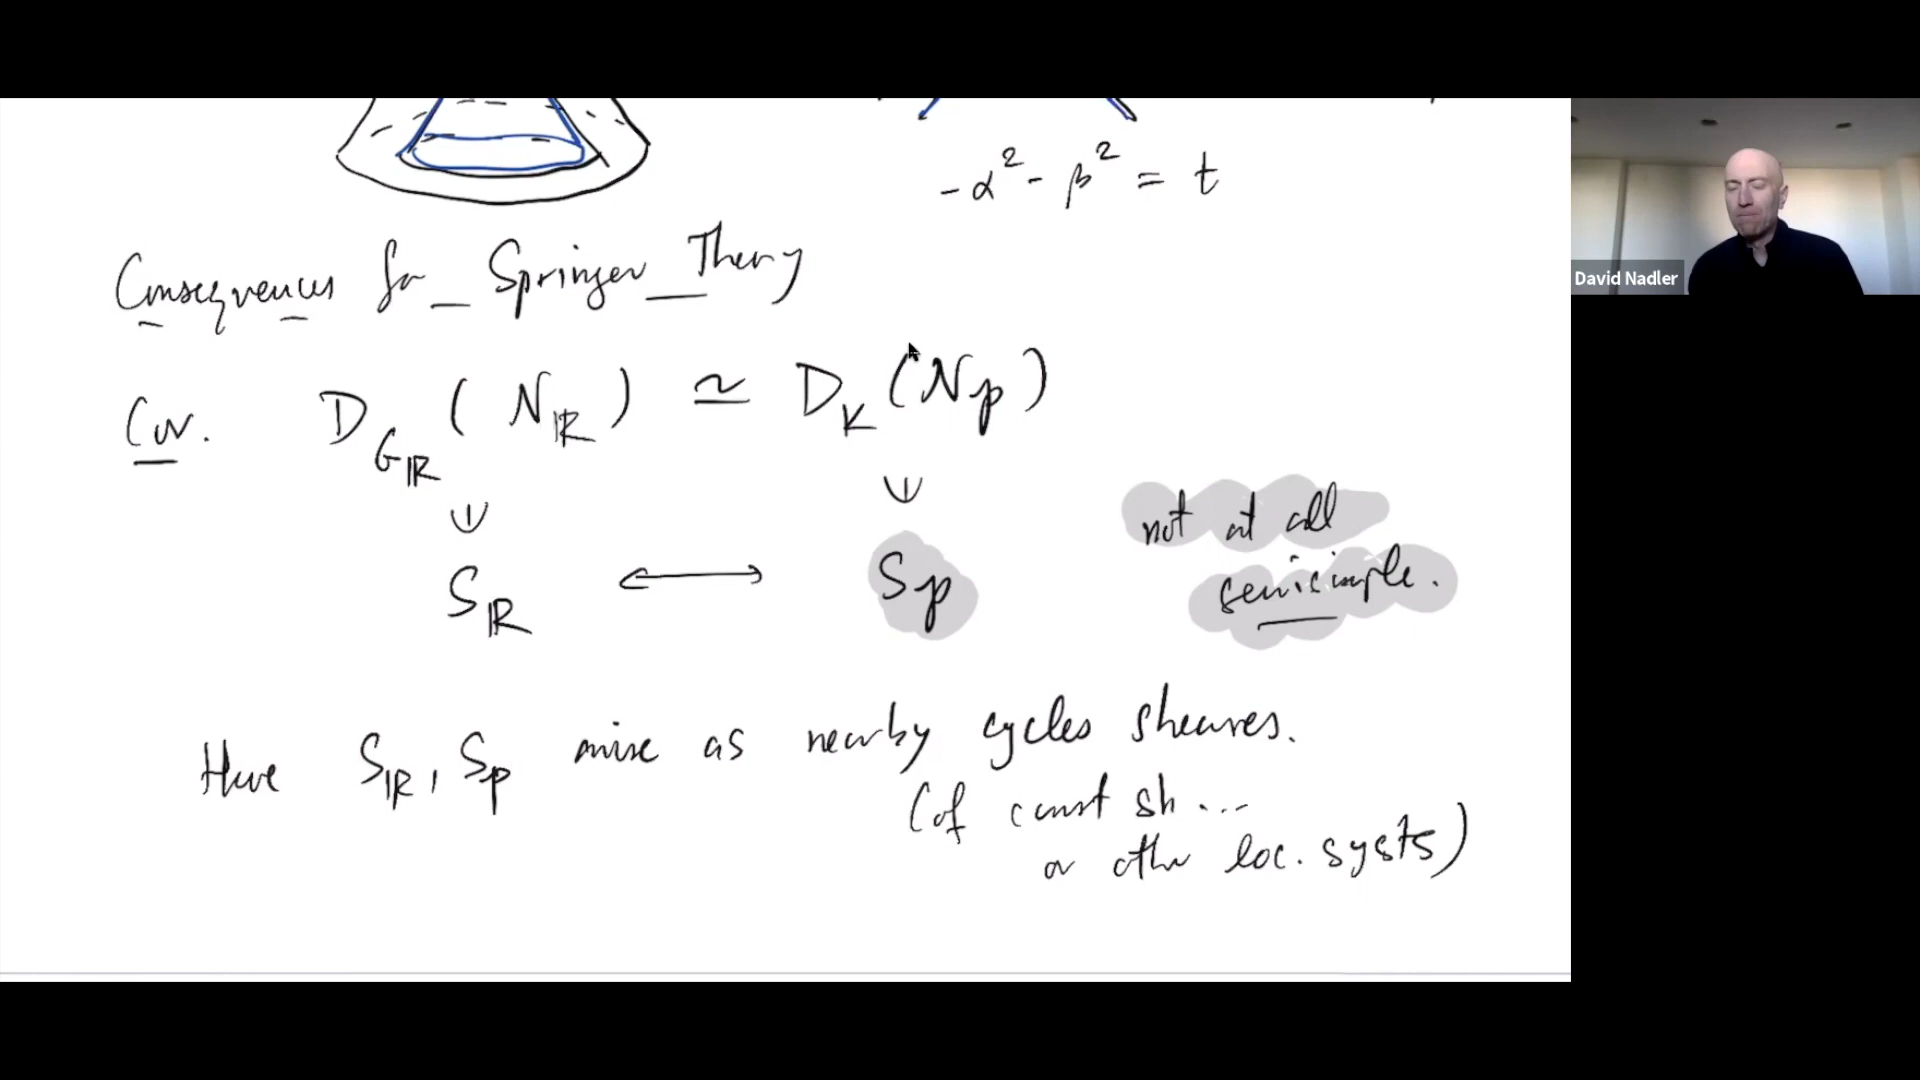 -α² - β² = t
David Nadler
Consequences for Springer Theory
Cor. D_{G_ℝ} (𝒩_ℝ) ≃ D_K (𝒩_𝔭)
S_ℝ ⟷ S_𝔭
not at all
semisimple.
Here S_ℝ, S_𝔭 arise as nearby cycles sheaves.
(of const sh...
or other loc. systs)